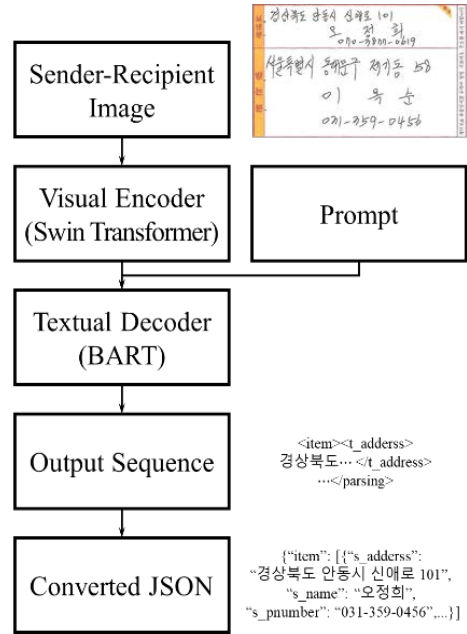 Sender-Recipient
Image
경상북도 안동시 신애로 101
오 정 희
070-3877-0619
서울특별시 동대문구 제기동 58
이 옥 순
031-359-0456
Visual Encoder
(Swin Transformer)
Prompt
Textual Decoder
(BART)
Output Sequence
<item><t_adderss>
경상북도… </t_address>
…</parsing>
Converted JSON
{“item”: [{“s_adderss”:
“경상북도 안동시 신애로 101”,
“s_name”: “오정희”,
“s_pnumber”: “031-359-0456”,...}]